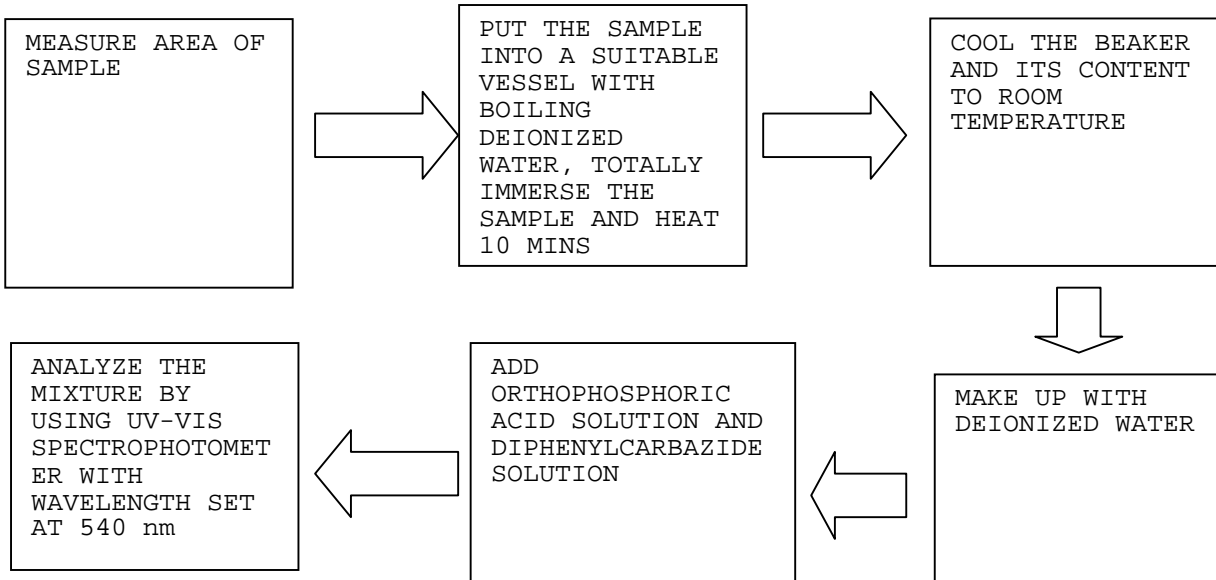 MEASURE AREA OF
SAMPLE
PUT THE SAMPLE
INTO A SUITABLE
VESSEL WITH
BOILING
DEIONIZED
WATER, TOTALLY
IMMERSE THE
SAMPLE AND HEAT
10 MINS
COOL THE BEAKER
AND ITS CONTENT
TO ROOM
TEMPERATURE
MAKE UP WITH
DEIONIZED WATER
ADD
ORTHOPHOSPHORIC
ACID SOLUTION AND
DIPHENYLCARBAZIDE
SOLUTION
ANALYZE THE
MIXTURE BY
USING UV-VIS
SPECTROPHOTOMET
ER WITH
WAVELENGTH SET
AT 540 nm